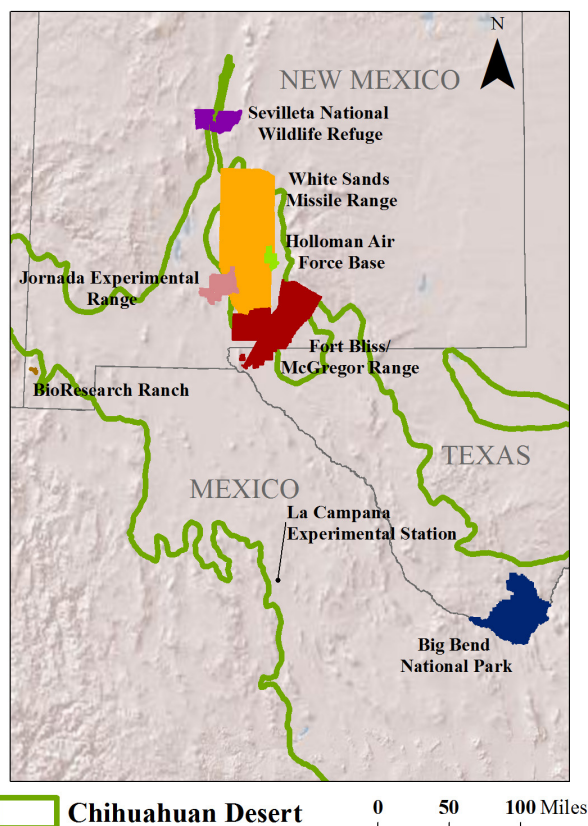 N
NEW MEXICO
Sevilleta National
Wildlife Refuge
White Sands
Missile Range
Holloman Air
Force Base
Jornada Experimental
Range
Fort Bliss/
McGregor Range
BioResearch Ranch
TEXAS
MEXICO
La Campana
Experimental Station
Big Bend
National Park
Chihuahuan Desert
0 50 100 Miles